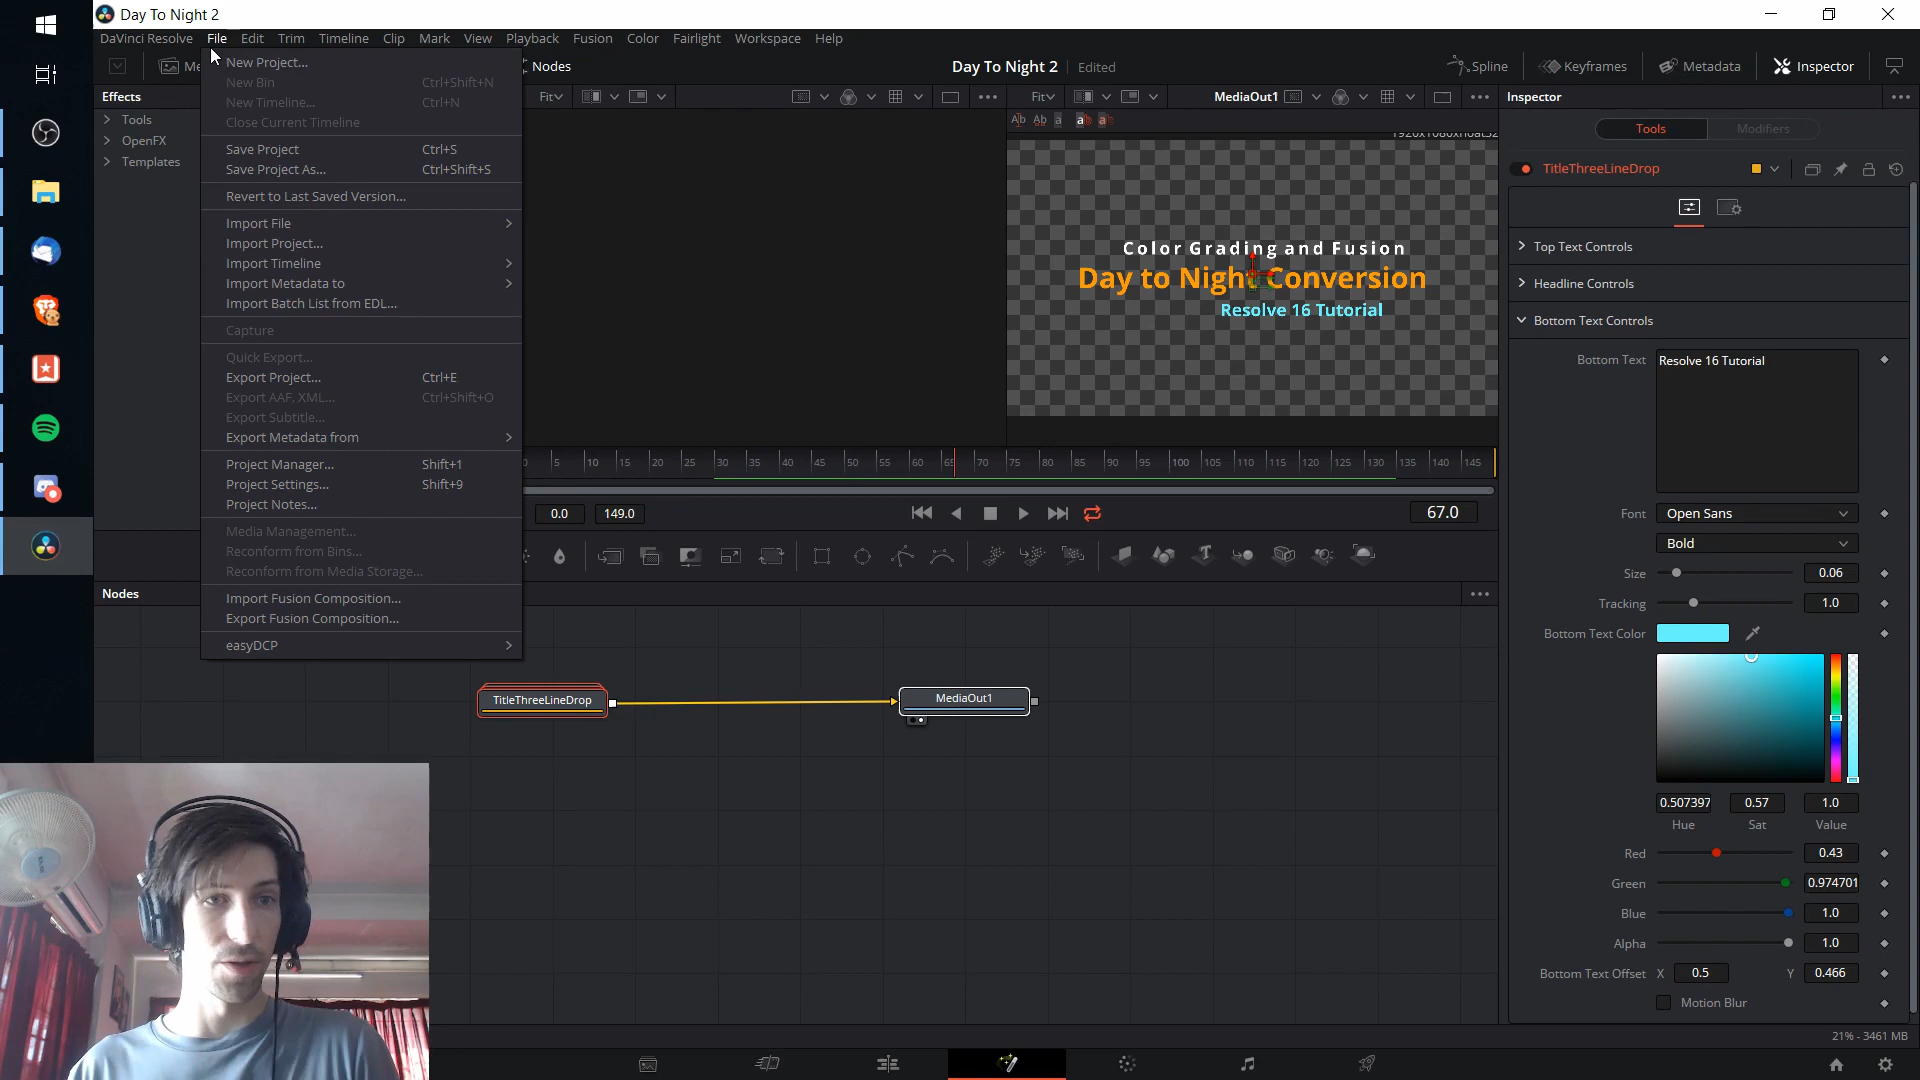 Day To Night 2
DaVinci Resolve File Edit Trim Timeline Clip Mark View Playback Fusion Color Fairlight Workspace Help
Me Nodes Day To Night 2 Edited Spline Keyframes Metadata Inspector
Effects Fit Fit MediaOut1 Inspector
Tools
OpenFX
Templates
New Project...
New Bin Ctrl+Shift+N
New Timeline... Ctrl+N
Close Current Timeline
Save Project Ctrl+S
Save Project As... Ctrl+Shift+S
Revert to Last Saved Version...
Import File
Import Project...
Import Timeline
Import Metadata to
Import Batch List from EDL...
Capture
Quick Export...
Export Project... Ctrl+E
Export AAF, XML... Ctrl+Shift+O
Export Subtitle...
Export Metadata from
Project Manager... Shift+1
Project Settings... Shift+9
Project Notes...
Media Management...
Reconform from Bins...
Reconform from Media Storage...
Import Fusion Composition...
Export Fusion Composition...
easyDCP
Color Grading and Fusion
Day to Night Conversion
Resolve 16 Tutorial
0 5 10 15 20 25 30 35 40 45 50 55 60 65 70 75 80 85 90 95 100 105 110 115 120 125 130 135 140 145
0.0 149.0 67.0
Nodes
TitleThreeLineDrop MediaOut1
Tools Modifiers
TitleThreeLineDrop
Top Text Controls
Headline Controls
Bottom Text Controls
Bottom Text Resolve 16 Tutorial
Font Open Sans
Bold
Size 0.06
Tracking 1.0
Bottom Text Color
0.507397 0.57 1.0
Hue Sat Value
Red 0.43
Green 0.974701
Blue 1.0
Alpha 1.0
Bottom Text Offset X 0.5 Y 0.466
Motion Blur
21% - 3461 MB